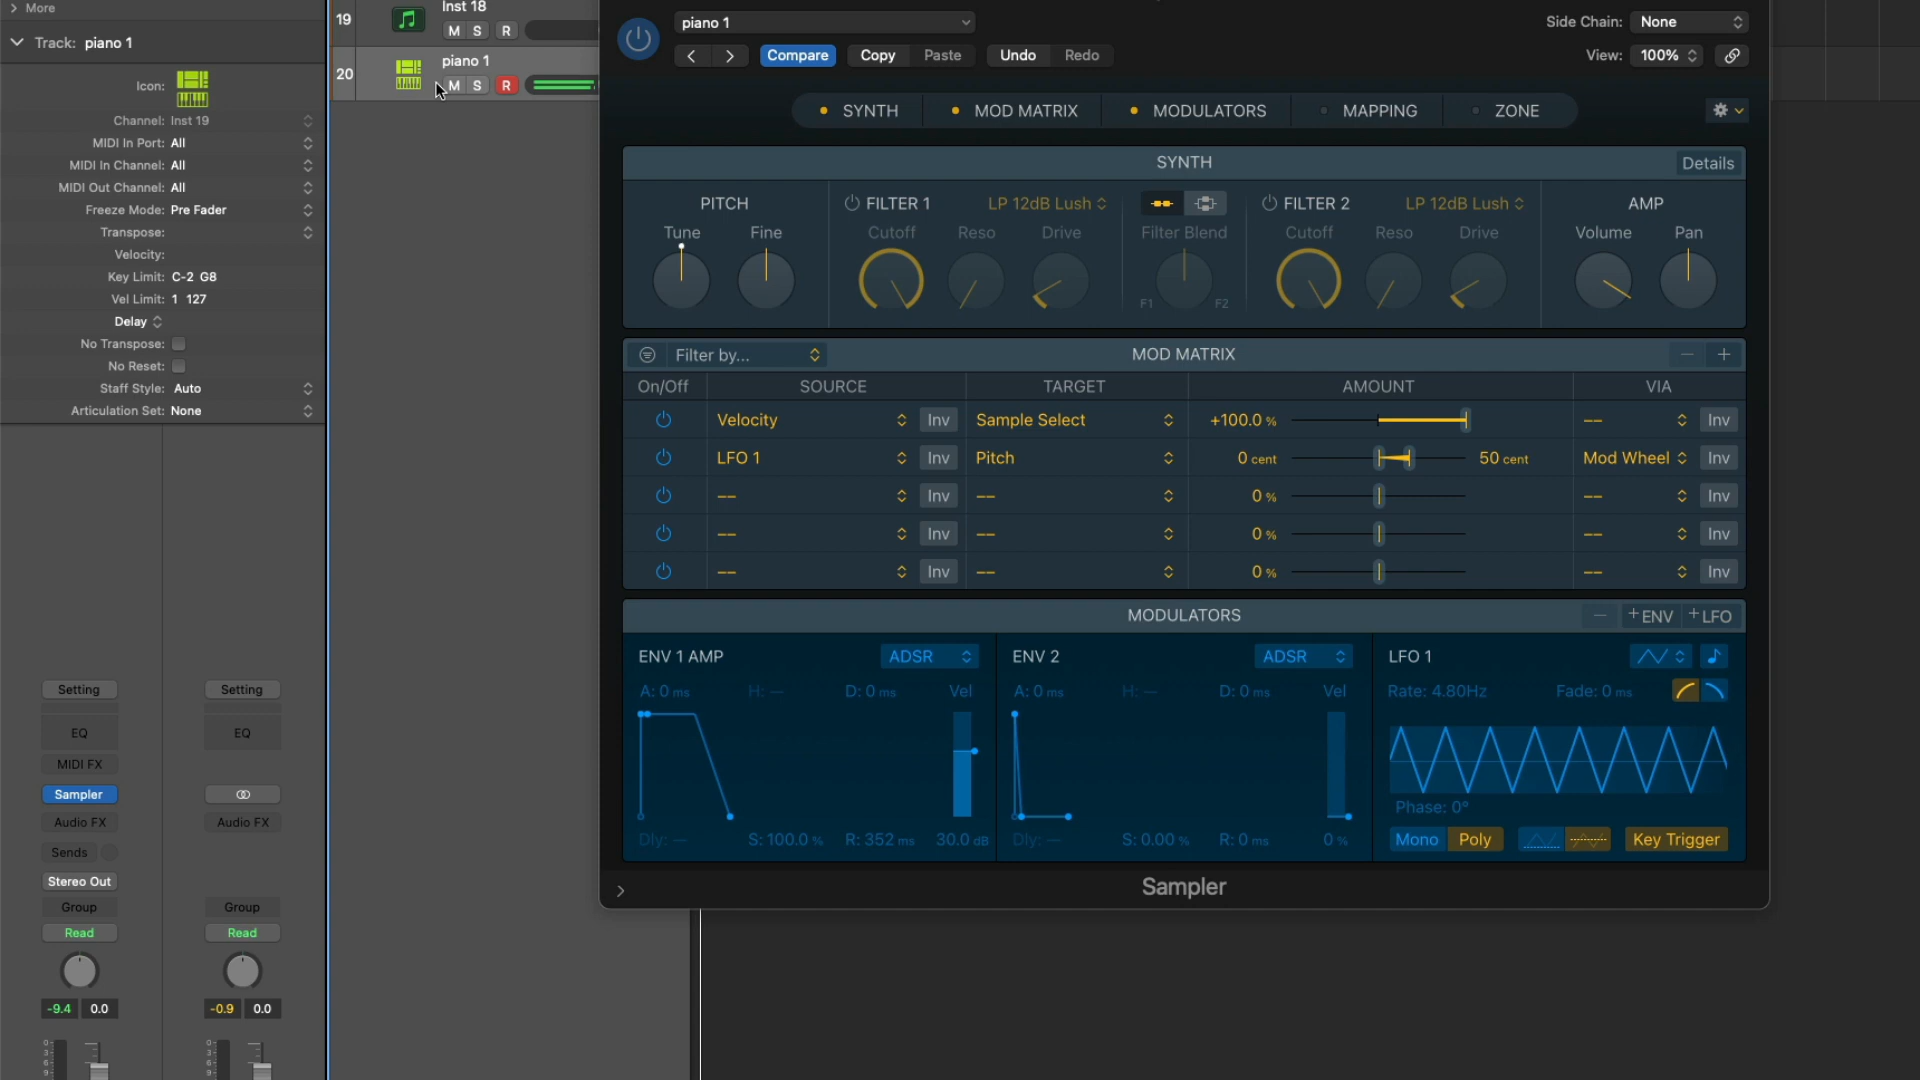 More
Track: piano 1
Icon:
Channel: Inst 19
MIDI In Port: All
MIDI In Channel: All
MIDI Out Channel: All
Freeze Mode: Pre Fader
Transpose:
Velocity:
Key Limit: C-2 G8
Vel Limit: 1 127
Delay
No Transpose:
No Reset:
Staff Style: Auto
Articulation Set: None
Setting Setting
EQ EQ
MIDI FX
Sampler
Audio FX Audio FX
Sends
Stereo Out
Group Group
Read Read
-9.4 0.0 -0.9 0.0
0 0
3 3
6 6
9 9
19 Inst 18
M S R
20 piano 1
M S R
piano 1
Side Chain: None
Compare Copy Paste Undo Redo
View: 100%
SYNTH MOD MATRIX MODULATORS MAPPING ZONE
SYNTH Details
PITCH FILTER 1 LP 12dB Lush FILTER 2 LP 12dB Lush AMP
Tune Fine Cutoff Reso Drive Filter Blend Cutoff Reso Drive Volume Pan
F1 F2
Filter by... MOD MATRIX − +
On/Off SOURCE TARGET AMOUNT VIA
Velocity Inv Sample Select +100.0 % -- Inv
LFO 1 Inv Pitch 0 cent 50 cent Mod Wheel Inv
-- Inv -- 0 % -- Inv
-- Inv -- 0 % -- Inv
-- Inv -- 0 % -- Inv
MODULATORS − +ENV +LFO
ENV 1 AMP ADSR ENV 2 ADSR LFO 1
A: 0 ms H: -- D: 0 ms Vel A: 0 ms H: -- D: 0 ms Vel Rate: 4.80Hz Fade: 0 ms
Phase: 0°
Dly: -- S: 100.0 % R: 352 ms 30.0 dB Dly: -- S: 0.00 % R: 0 ms 0 % Mono Poly Key Trigger
Sampler